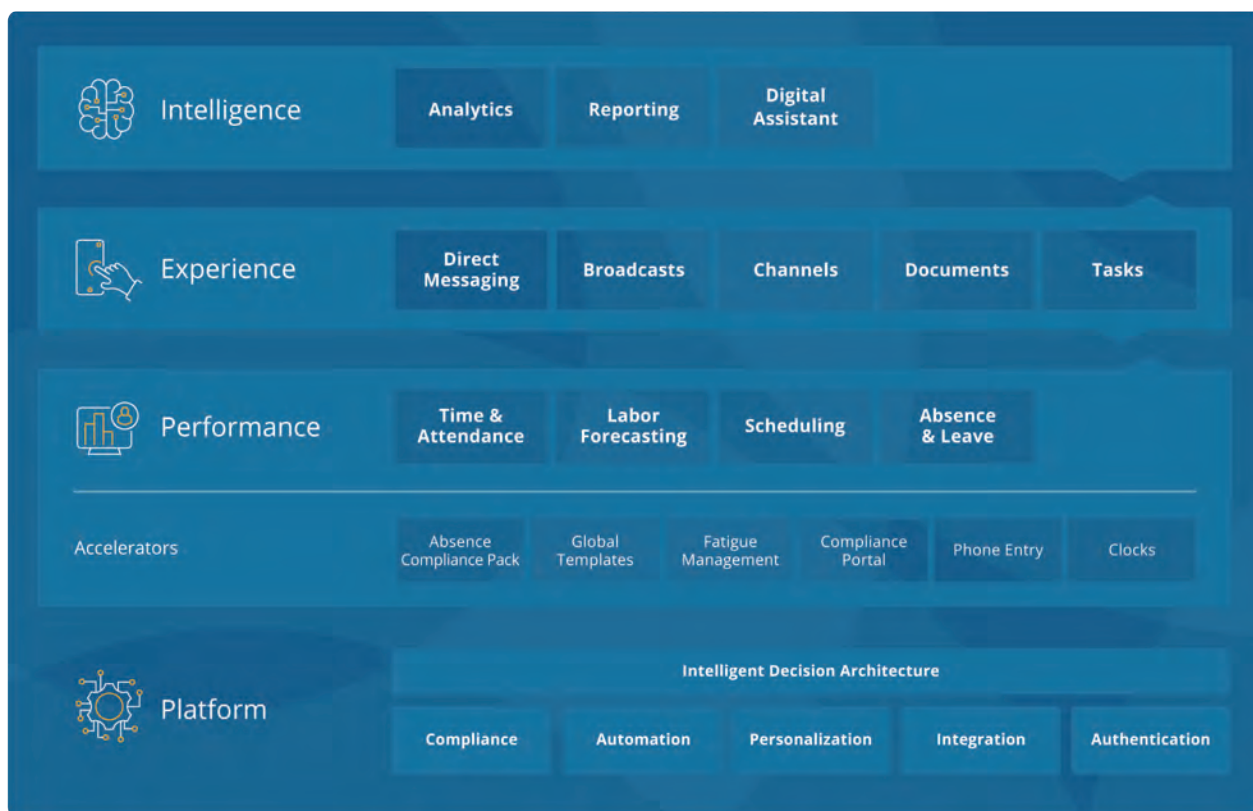 Intelligence
Analytics
Reporting
Digital
Assistant
Experience
Direct
Messaging
Broadcasts
Channels
Documents
Tasks
Performance
Time &
Attendance
Labor
Forecasting
Scheduling
Absence
& Leave
Accelerators
Absence
Compliance Pack
Global
Templates
Fatigue
Management
Compliance
Portal
Phone Entry
Clocks
Platform
Intelligent Decision Architecture
Compliance
Automation
Personalization
Integration
Authentication